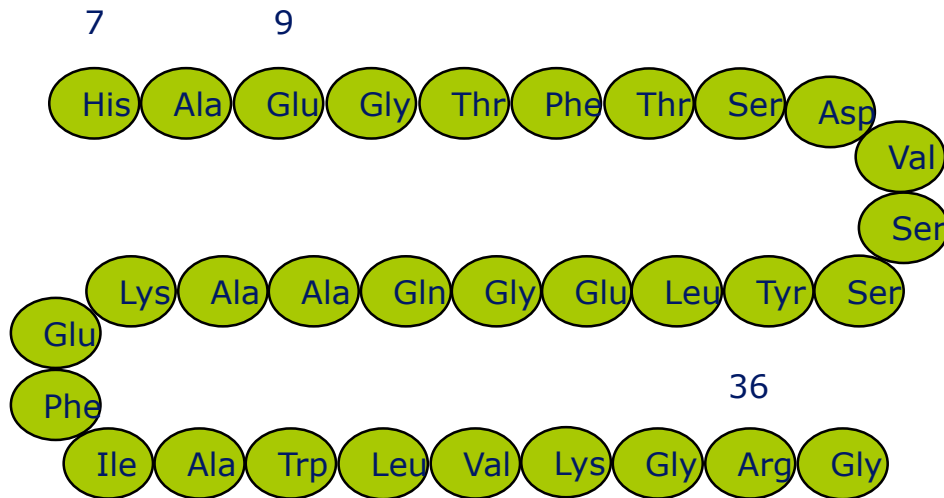 7 9
His Ala Glu Gly Thr Phe Thr Ser Asp
Val
Ser
Lys Ala Ala Gln Gly Glu Leu Tyr Ser
Glu
Phe
36
Ile Ala Trp Leu Val Lys Gly Arg Gly